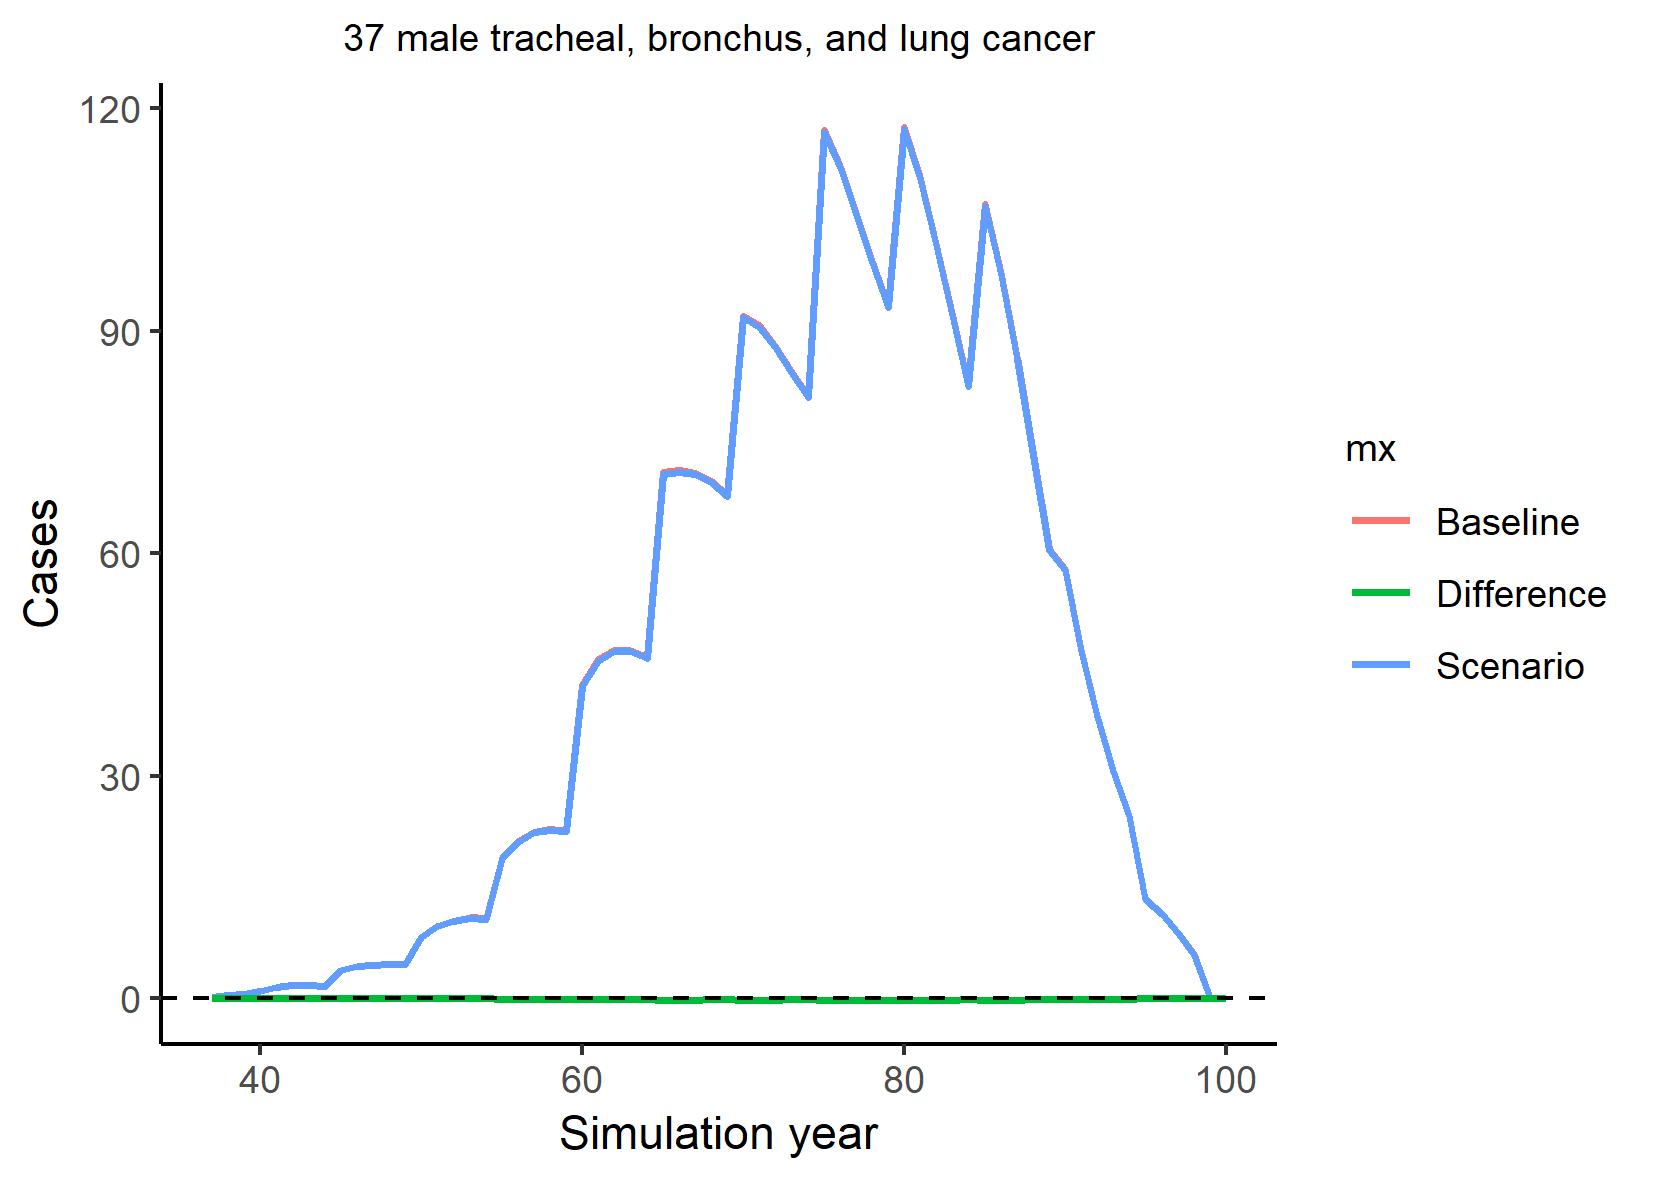 37 male tracheal, bronchus, and lung cancer
120
90
60
30
0
Cases
40
60
80
100
Simulation year
mx
Baseline
Difference
Scenario